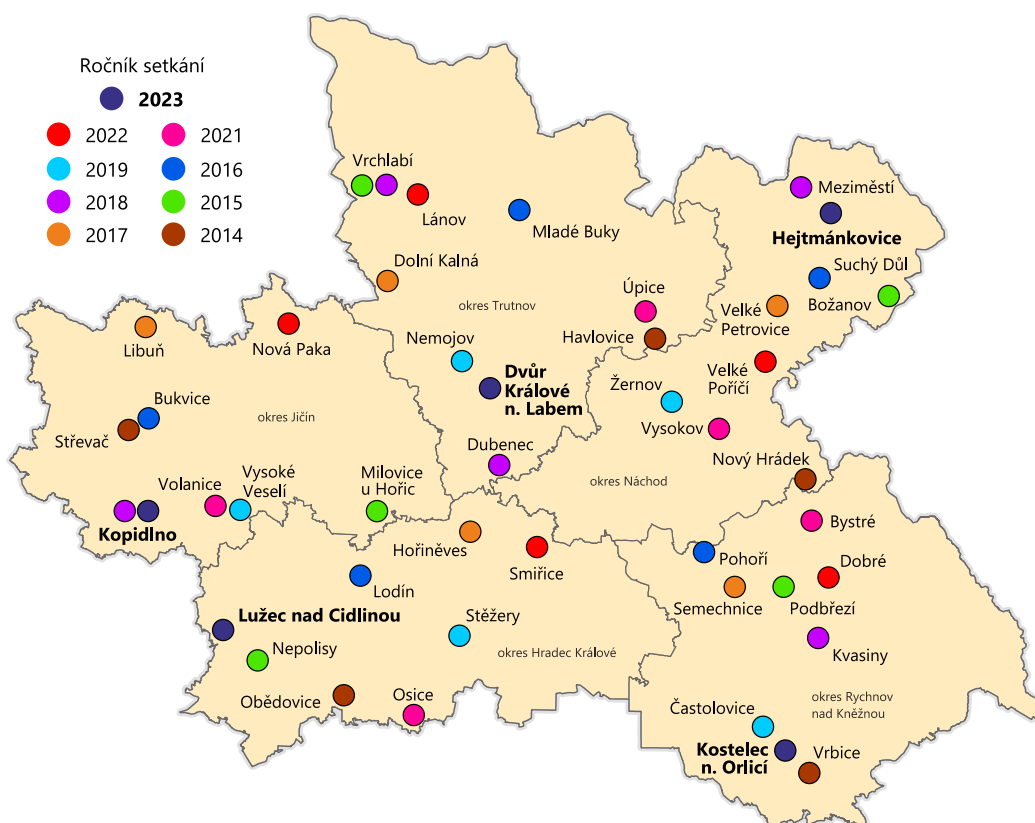 Ročník setkání
2023
2022
2021
2019
2016
2018
2015
2017
2014
Vrchlabí
Lánov
Mladé Buky
Meziměstí
Hejtmánkovice
Suchý Důl
Božanov
Dolní Kalná
okres Trutnov
Úpice
Velké
Petrovice
Havlovice
Libuň
Nová Paka
Nemojov
Dvůr
Králové
n. Labem
Velké
Poříčí
Žernov
Bukvice
okres Jičín
Střevač
Vysokov
Dubenec
Nový Hrádek
okres Náchod
Volanice
Vysoké
Veselí
Milovice
u Hořic
Kopidlno
Hořiněves
Smiřice
Bystré
Pohoří
Dobré
Lodín
Semechnice
Podbřezí
Lužec nad Cidlinou
Stěžery
Nepolisy
okres Hradec Králové
Kvasiny
Obědovice
Osice
okres Rychnov
nad Kněžnou
Častolovice
Kostelec
n. Orlicí
Vrbice